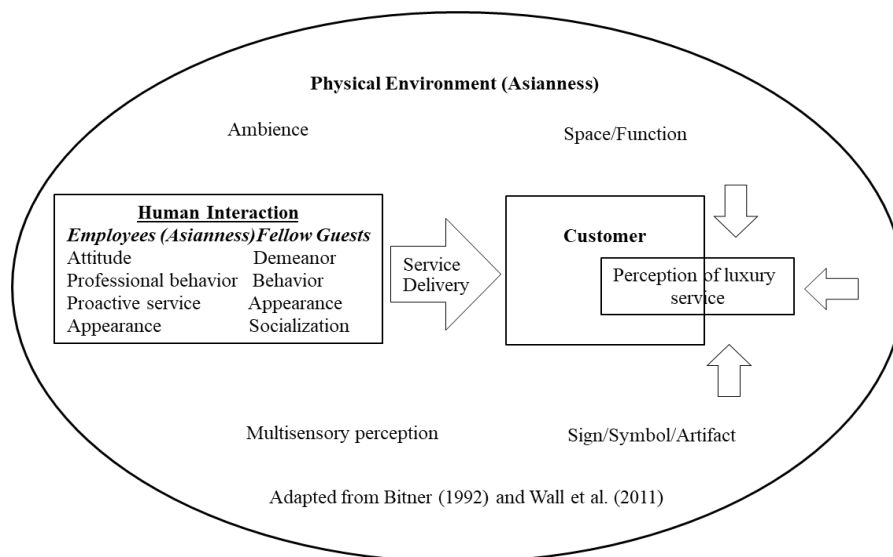 Physical Environment (Asianness)
Ambience
Space/Function
Human Interaction
Employees (Asianness)Fellow Guests
Attitude Demeanor
Professional behavior Behavior
Proactive service Appearance
Appearance Socialization
Service
Delivery
Customer
Perception of luxury
service
Multisensory perception
Sign/Symbol/Artifact
Adapted from Bitner (1992) and Wall et al. (2011)